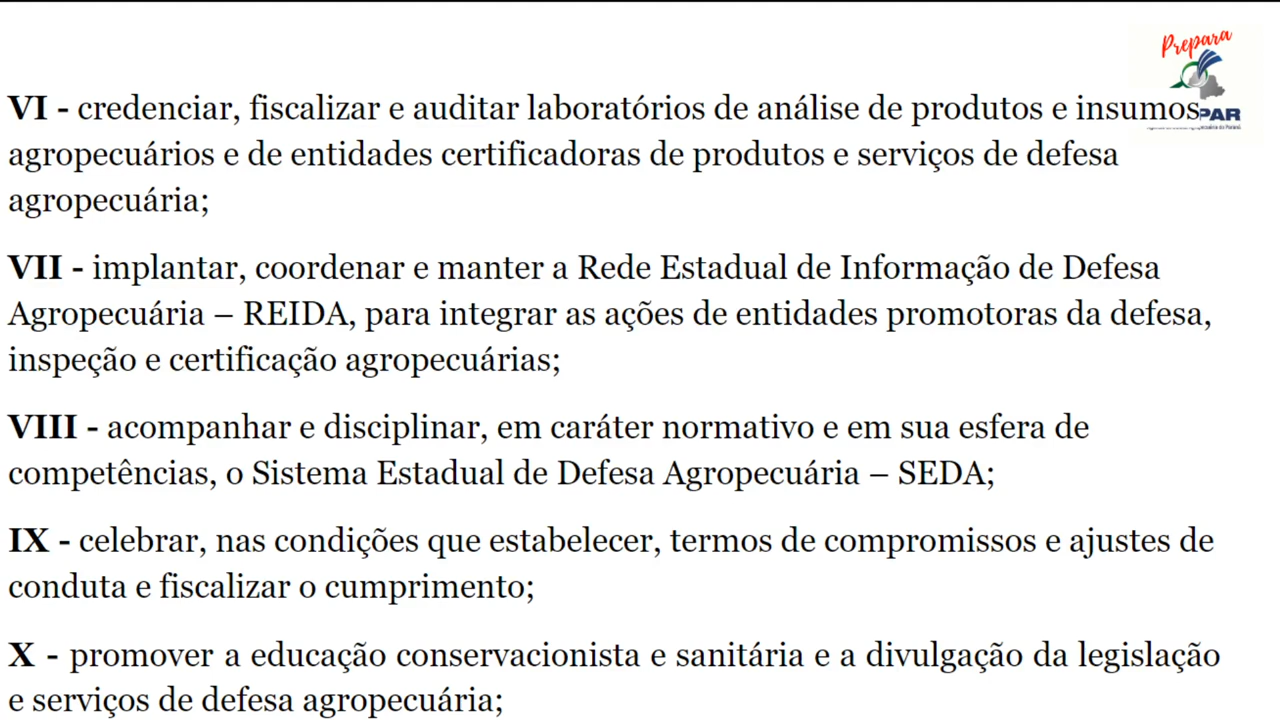 Prepara
PAR
VI - credenciar, fiscalizar e auditar laboratórios de análise de produtos e insumos
agropecuários e de entidades certificadoras de produtos e serviços de defesa
agropecuária;
VII - implantar, coordenar e manter a Rede Estadual de Informação de Defesa
Agropecuária – REIDA, para integrar as ações de entidades promotoras da defesa,
inspeção e certificação agropecuárias;
VIII - acompanhar e disciplinar, em caráter normativo e em sua esfera de
competências, o Sistema Estadual de Defesa Agropecuária – SEDA;
IX - celebrar, nas condições que estabelecer, termos de compromissos e ajustes de
conduta e fiscalizar o cumprimento;
X - promover a educação conservacionista e sanitária e a divulgação da legislação
e serviços de defesa agropecuária;